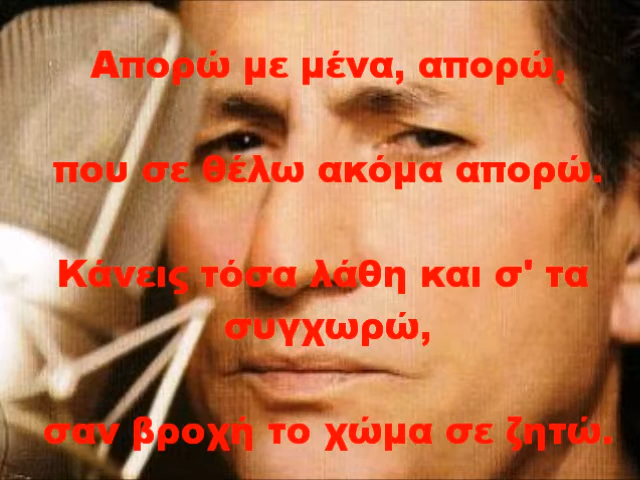 Απορώ με μένα, απορώ,
που σε θέλω ακόμα απορώ.
Κάνεις τόσα λάθη και σ' τα
συγχωρώ,
σαν βροχή το χώμα σε ζητώ.